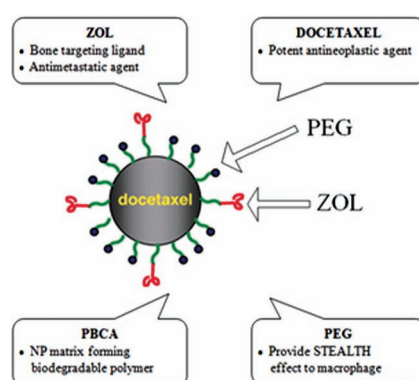 ZOL
• Bone targeting ligand
• Antimetastatic agent
DOCETAXEL
• Potent antineoplastic agent
PEG
docetaxel
ZOL
PBCA
• NP matrix forming
biodegradable polymer
PEG
• Provide STEALTH
effect to macrophage